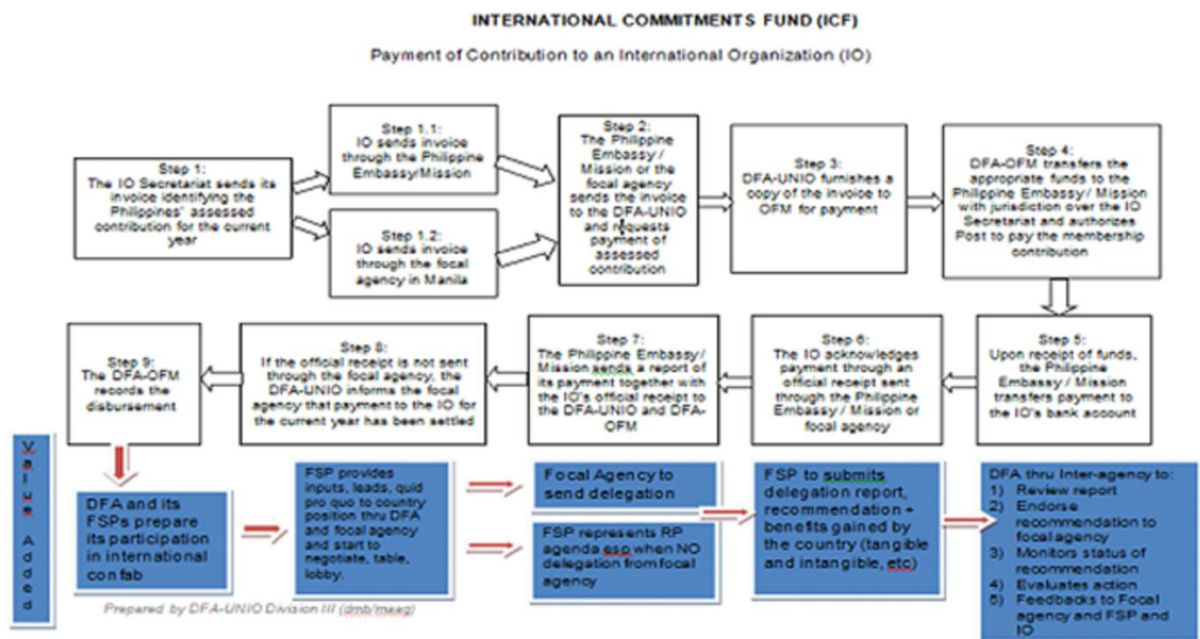 INTERNATIONAL COMMITMENTS FUND (ICF)
Payment of Contribution to an International Organization (IO)
Step 1:
The IO Secretariat sends its
invoice identifying the
Philippines' assessed
contribution for the current
year
Step 1.1:
IO sends invoice
through the Philippine
Embassy/Mission
Step 1.2:
IO sends invoice
through the focal
agency in Manila
Step 2:
The Philippine
Embassy /
Mission or the
focal agency
sends the invoice
to the DFA-UNIO
and requests
payment of
assessed
contribution
Step 3:
DFA-UNIO furnishes a
copy of the invoice to
OFM for payment
Step 4:
DFA-OFM transfers the
appropriate funds to the
Philippine Embassy / Mission
with jurisdiction over the IO
Secretariat and authorizes
Post to pay the membership
contribution
Step 5:
Upon receipt of funds,
the Philippine
Embassy / Mission
transfers payment to
the IO's bank account
Step 6:
The IO acknowledges
payment through an
official receipt sent
through the Philippine
Embassy / Mission or
focal agency
Step 7:
The Philippine Embassy /
Mission sends a report of
its payment together with
the IO's official receipt to
the DFA-UNIO and DFA-
OFM
Step 8:
If the official receipt is not sent
through the focal agency, the
DFA-UNIO informs the focal
agency that payment to the IO for
the current year has been settled
Step 9:
The DFA-OFM
records the
disbursement
Value Added
DFA and its
FSPs prepare
its participation
in international
confab
FSP provides
inputs, leads, quid
pro quo to country
position thru DFA
and focal agency
and start to
negotiate, table,
lobby.
Focal Agency to
send delegation
FSP represents RP
agenda esp when NO
delegation from focal
agency
FSP to submits
delegation report,
recommendation +
benefits gained by
the country (tangible
and intangible, etc)
DFA thru Inter-agency to:
1) Review report
2) Endorse
recommendation to
focal agency
3) Monitors status of
recommendation
4) Evaluates action
5) Feedbacks to Focal
agency and FSP and
IO
Prepared by DFA-UNIO Division III (dmb/maag)